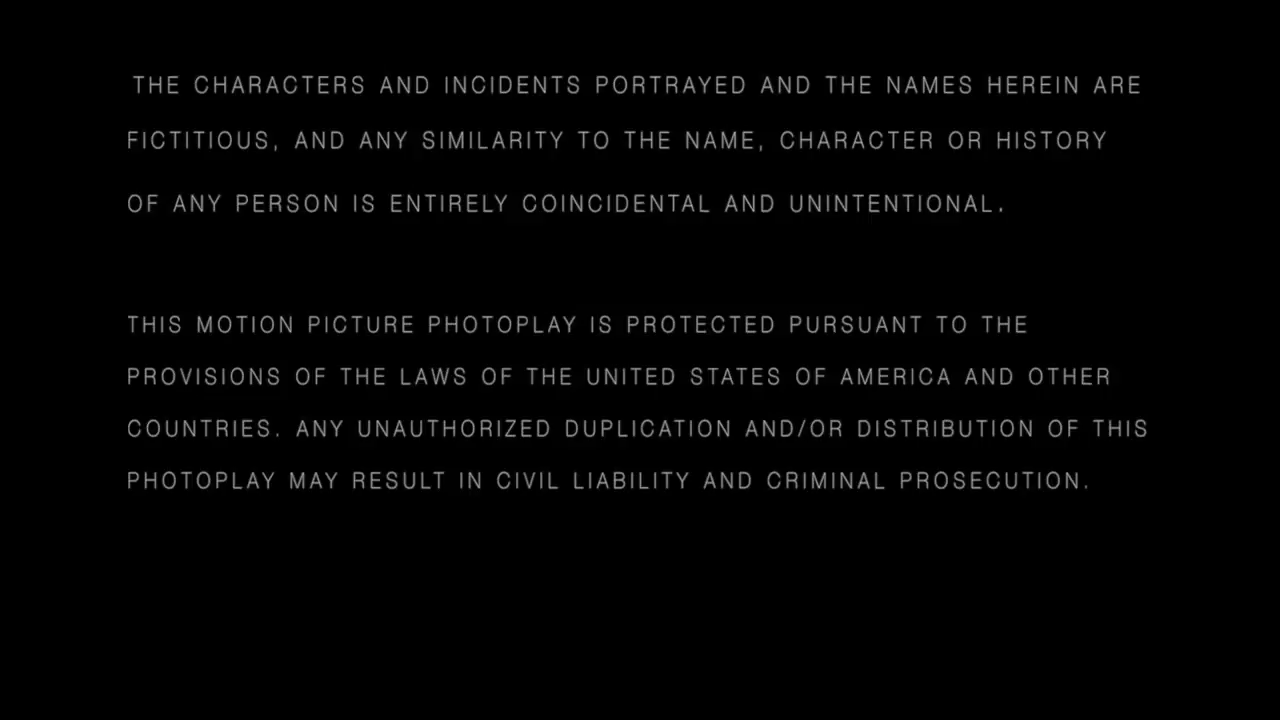 THE CHARACTERS AND INCIDENTS PORTRAYED AND THE NAMES HEREIN ARE
FICTITIOUS, AND ANY SIMILARITY TO THE NAME, CHARACTER OR HISTORY
OF ANY PERSON IS ENTIRELY COINCIDENTAL AND UNINTENTIONAL.
THIS MOTION PICTURE PHOTOPLAY IS PROTECTED PURSUANT TO THE
PROVISIONS OF THE LAWS OF THE UNITED STATES OF AMERICA AND OTHER
COUNTRIES. ANY UNAUTHORIZED DUPLICATION AND/OR DISTRIBUTION OF THIS
PHOTOPLAY MAY RESULT IN CIVIL LIABILITY AND CRIMINAL PROSECUTION.